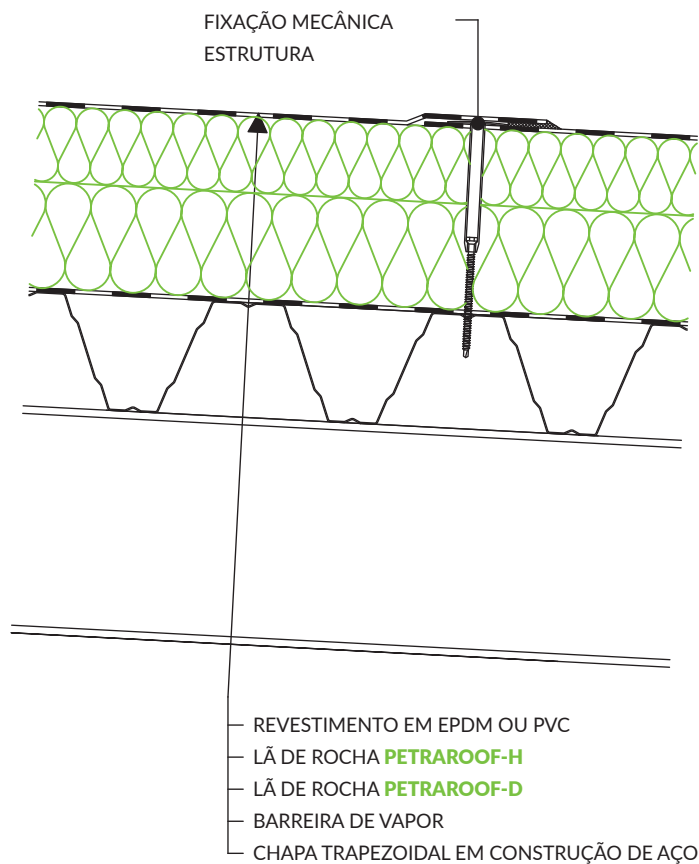 FIXAÇÃO MECÂNICA
ESTRUTURA
REVESTIMENTO EM EPDM OU PVC
LÃ DE ROCHA PETRAROOF-H
LÃ DE ROCHA PETRAROOF-D
BARREIRA DE VAPOR
CHAPA TRAPEZOIDAL EM CONSTRUÇÃO DE AÇO